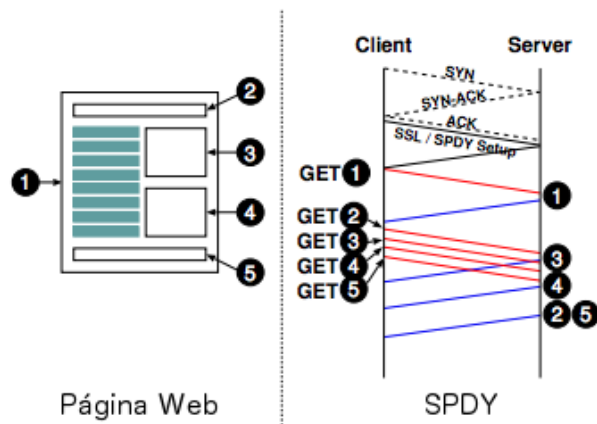 2
3
1
4
5
Página Web
Client Server
SYN
SYN-ACK
ACK
SSL / SPDY Setup
GET 1
1
GET 2
GET 3
3
GET 4
4
GET 5
2 5
SPDY